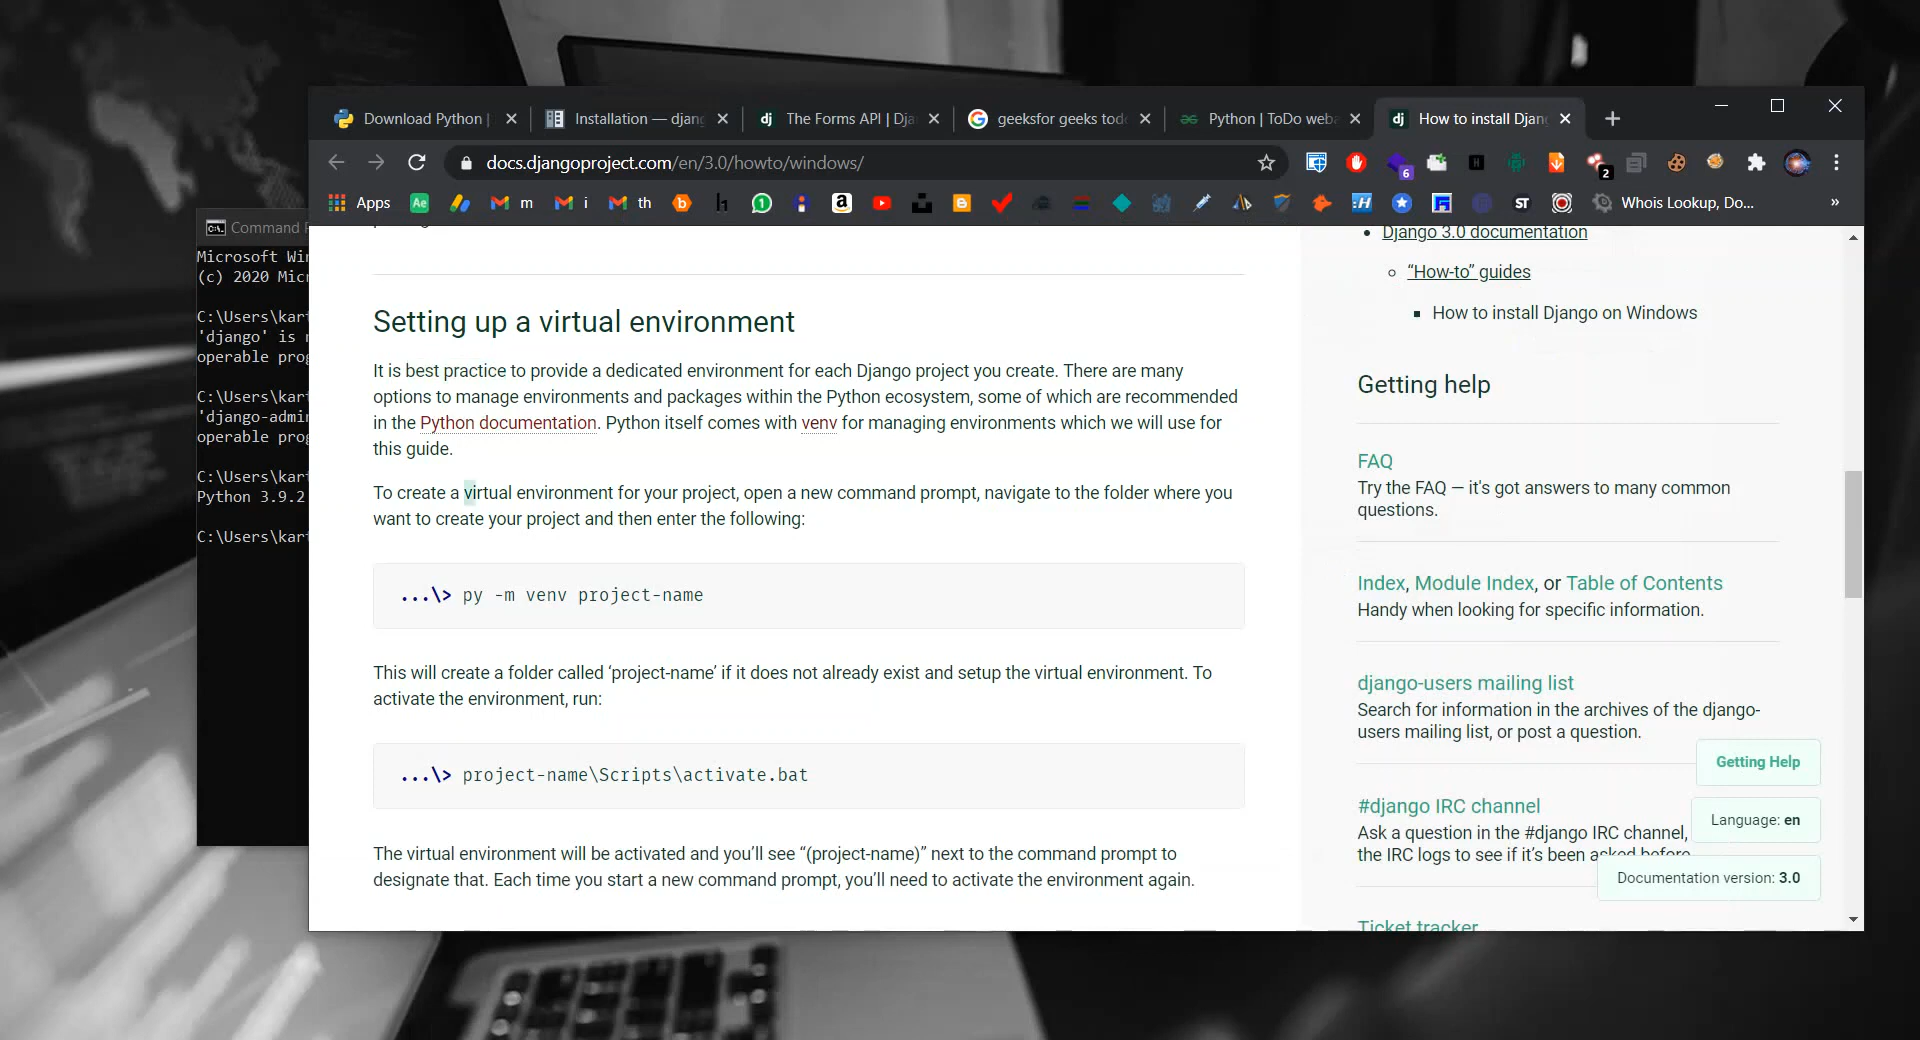 Download Python |
Installation — djang
The Forms API | Dja
geeksfor geeks tod
Python | ToDo weba
How to install Djan
docs.djangoproject.com/en/3.0/howto/windows/
6
2
Apps
Ae
m
i
th
1
ST
Whois Lookup, Do...
»
Command P
Microsoft Wi
(c) 2020 Micr
C:\Users\kart
'django' is n
operable prog
C:\Users\kart
'django-admin
operable prog
C:\Users\kart
Python 3.9.2
C:\Users\kart
Setting up a virtual environment
It is best practice to provide a dedicated environment for each Django project you create. There are many
options to manage environments and packages within the Python ecosystem, some of which are recommended
in the Python documentation. Python itself comes with venv for managing environments which we will use for
this guide.
To create a virtual environment for your project, open a new command prompt, navigate to the folder where you
want to create your project and then enter the following:
...\> py -m venv project-name
This will create a folder called ‘project-name’ if it does not already exist and setup the virtual environment. To
activate the environment, run:
...\> project-name\Scripts\activate.bat
The virtual environment will be activated and you’ll see “(project-name)” next to the command prompt to
designate that. Each time you start a new command prompt, you’ll need to activate the environment again.
Django 3.0 documentation
“How-to” guides
How to install Django on Windows
Getting help
FAQ
Try the FAQ — it's got answers to many common
questions.
Index, Module Index, or Table of Contents
Handy when looking for specific information.
django-users mailing list
Search for information in the archives of the django-
users mailing list, or post a question.
Getting Help
#django IRC channel
Ask a question in the #django IRC channel,
the IRC logs to see if it’s been asked before.
Language: en
Documentation version: 3.0
Ticket tracker